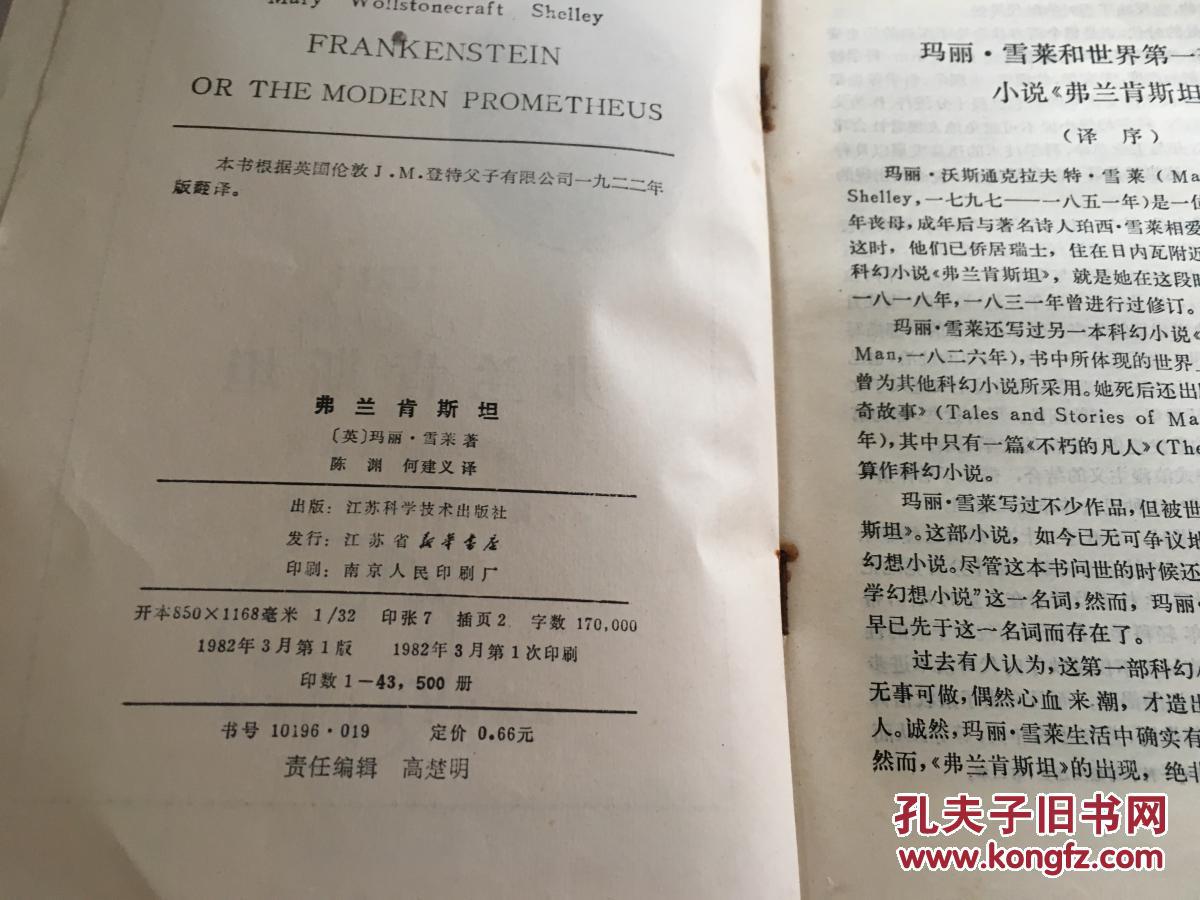 Mary Wollstonecraft Shelley
FRANKENSTEIN
OR THE MODERN PROMETHEUS
本书根据英国伦敦J.M.登特父子有限公司一九二二年
版翻译。
弗兰肯斯坦
〔英〕玛丽·雪莱 著
陈渊 何建义 译
出版：江苏科学技术出版社
发行：江苏省新华书店
印刷：南京人民印刷厂
开本850×1168毫米 1/32 印张7 插页2 字数 170,000
1982年3月第1版 1982年3月第1次印刷
印数1—43,500册
书号 10196·019 定价 0.66元
责任编辑 高楚明
玛丽·雪莱和世界第一
小说《弗兰肯斯坦
（译序）
玛丽·沃斯通克拉夫特·雪莱（Ma
Shelley,一七九七——一八五一年)是一位
年丧母，成年后与著名诗人珀西·雪莱相爱
这时，他们已侨居瑞士，住在日内瓦附近
科幻小说《弗兰肯斯坦》，就是她在这段时
一八一八年，一八三一年曾进行过修订。
玛丽·雪莱还写过另一本科幻小说《
Man,一八二六年)，书中所体现的世界
曾为其他科幻小说所采用。她死后还出
奇故事》(Tales and Stories of Ma
年)，其中只有一篇《不朽的凡人》(The
算作科幻小说。
玛丽·雪莱写过不少作品，但被世
斯坦》。这部小说，如今已无可争议地
幻想小说。尽管这本书问世的时候还
学幻想小说”这一名词，然而，玛丽·
早已先于这一名词而存在了。
过去有人认为，这第一部科幻小
无事可做，偶然心血来潮，才造出
人。诚然，玛丽·雪莱生活中确实有
然而，《弗兰肯斯坦》的出现，绝非
孔夫子旧书网
www.kongfz.com